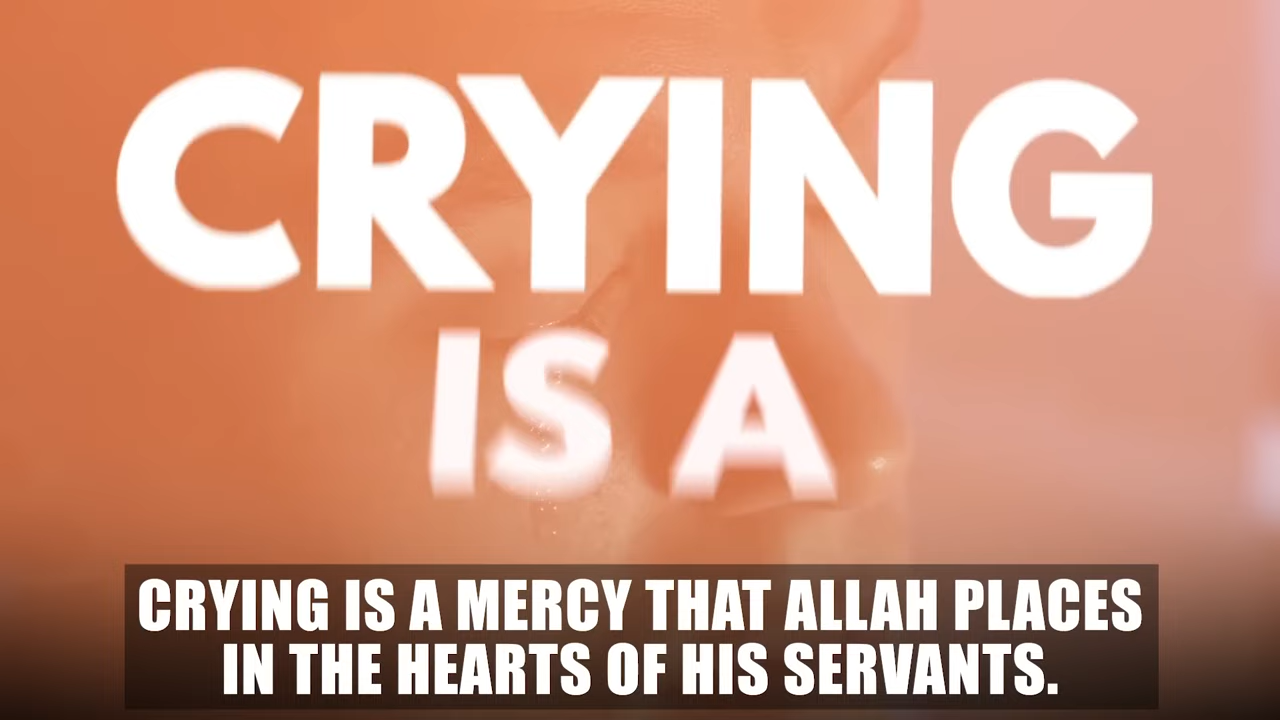 CRYING
IS A
CRYING IS A MERCY THAT ALLAH PLACES
IN THE HEARTS OF HIS SERVANTS.